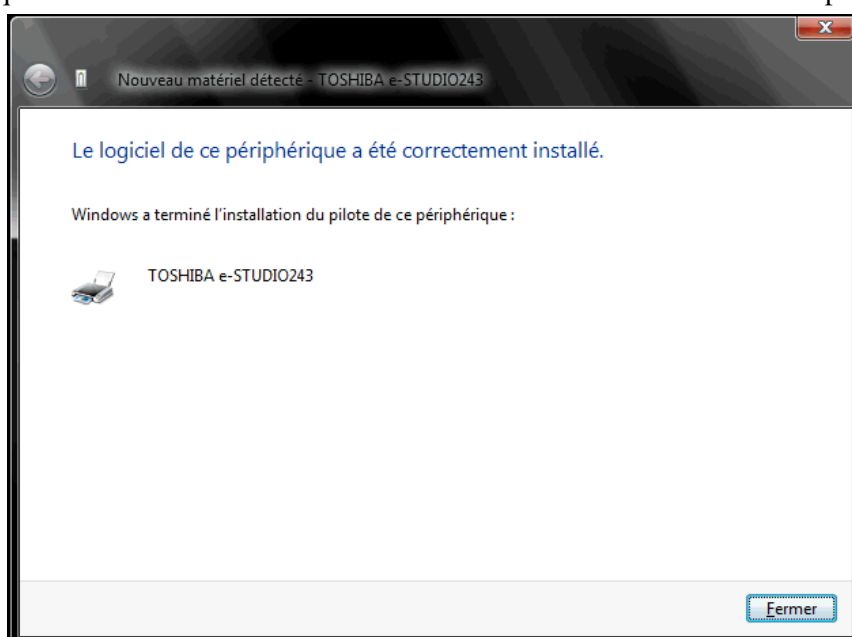 Nouveau matériel détecté - TOSHIBA e-STUDIO243
Le logiciel de ce périphérique a été correctement installé.
Windows a terminé l'installation du pilote de ce périphérique :
TOSHIBA e-STUDIO243
Fermer